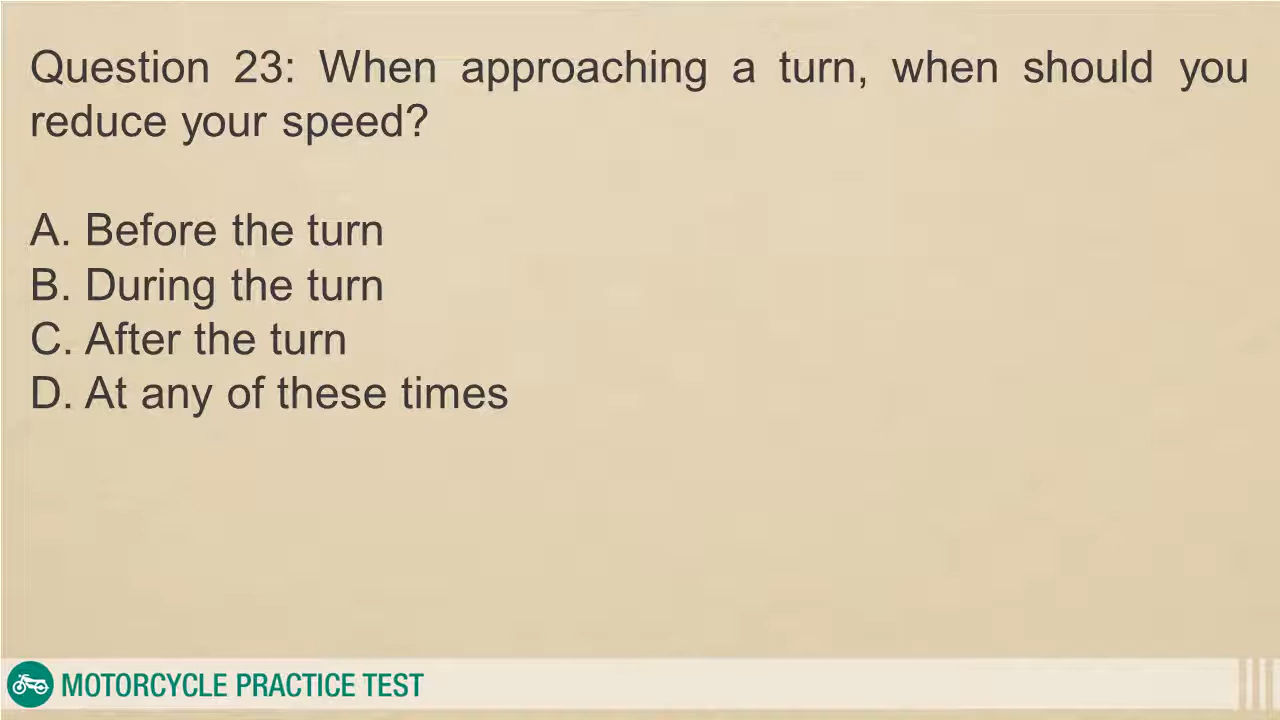 Question 23: When approaching a turn, when should you
reduce your speed?
A. Before the turn
B. During the turn
C. After the turn
D. At any of these times
MOTORCYCLE PRACTICE TEST